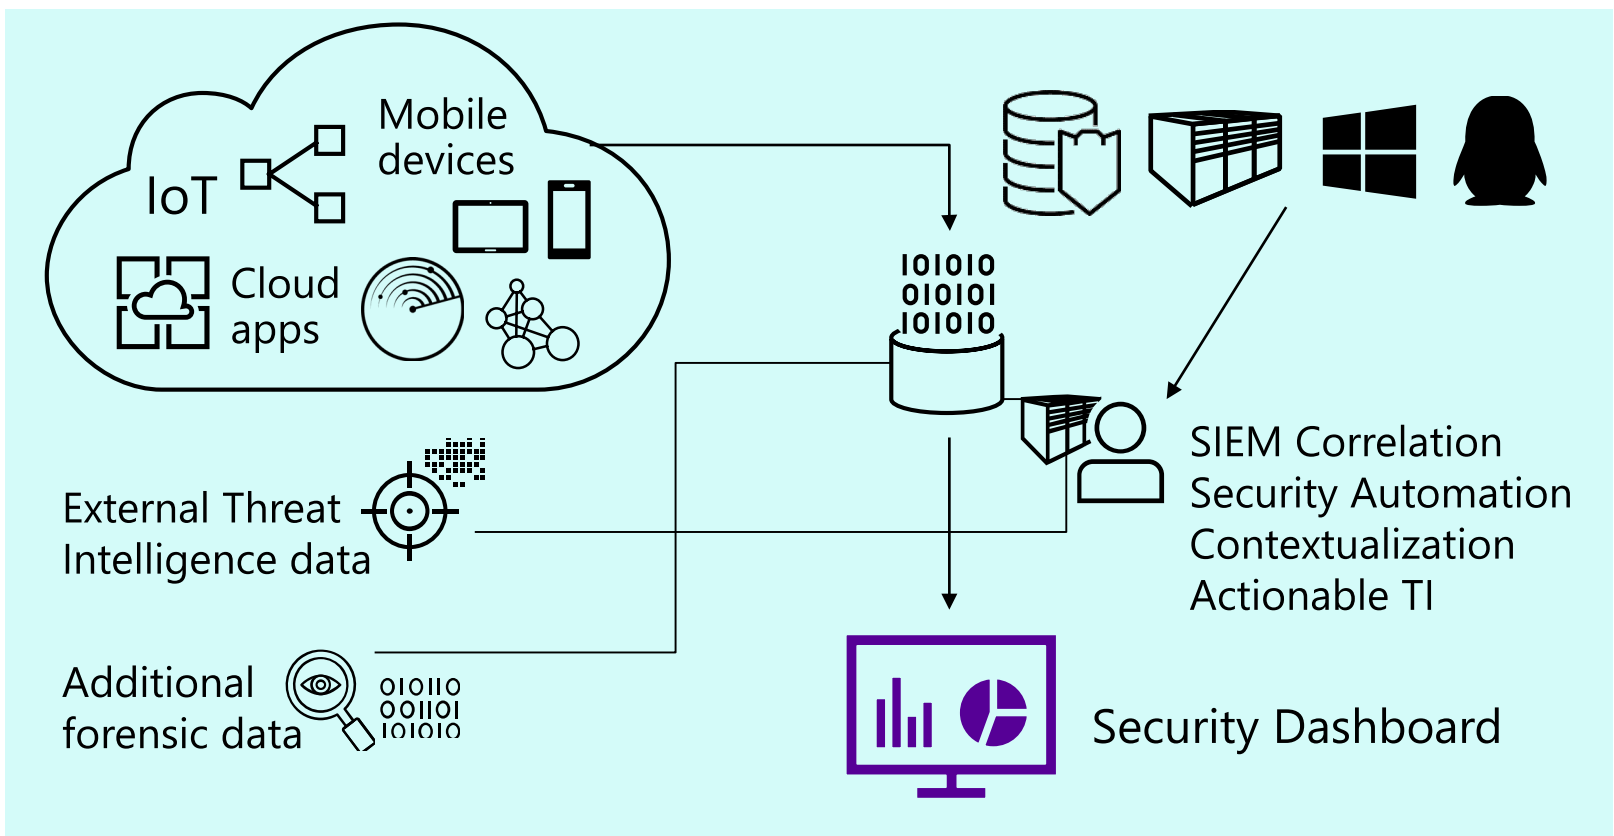 Mobile
devices
IoT
Cloud
apps
101010
010101
101010
External Threat
Intelligence data
SIEM Correlation
Security Automation
Contextualization
Actionable TI
Additional
forensic data
010110
001101
101010
Security Dashboard